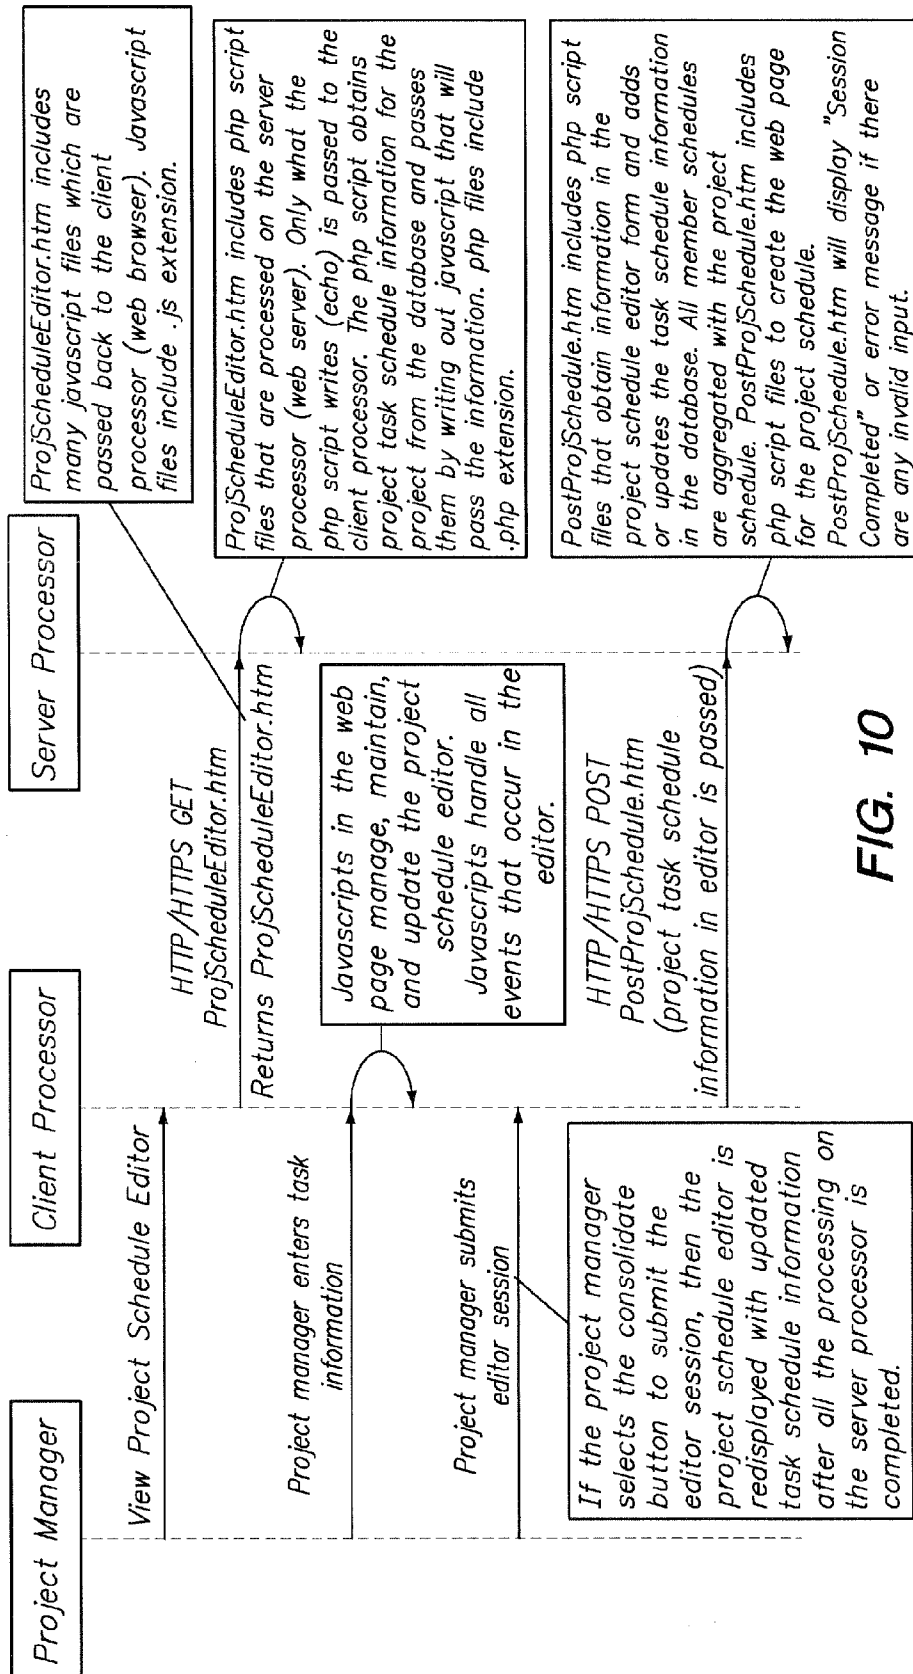 Project Manager
Client Processor
Server Processor
View Project Schedule Editor
HTTP/HTTPS GET
ProjScheduleEditor.htm
Returns ProjScheduleEditor.htm
ProjScheduleEditor.htm includes
many javascript files which are
passed back to the client
processor (web browser). Javascript
files include .js extension.
ProjScheduleEditor.htm includes php script
files that are processed on the server
processor (web server). Only what the
php script writes (echo) is passed to the
client processor. The php script obtains
project task schedule information for the
project from the database and passes
them by writing out javascript that will
pass the information. php files include
.php extension.
Project manager enters task
information
Javascripts in the web
page manage, maintain,
and update the project
schedule editor.
Javascripts handle all
events that occur in the
editor.
Project manager submits
editor session
If the project manager
selects the consolidate
button to submit the
editor session, then the
project schedule editor is
redisplayed with updated
task schedule information
after all the processing on
the server processor is
completed.
HTTP/HTTPS POST
PostProjSchedule.htm
(project task schedule
information in editor is passed)
PostProjSchedule.htm includes php script
files that obtain information in the
project schedule editor form and adds
or updates the task schedule information
in the database. All member schedules
are aggregated with the project
schedule. PostProjSchedule.htm includes
php script files to create the web page
for the project schedule.
PostProjSchedule.htm will display "Session
Completed" or error message if there
are any invalid input.
FIG. 10